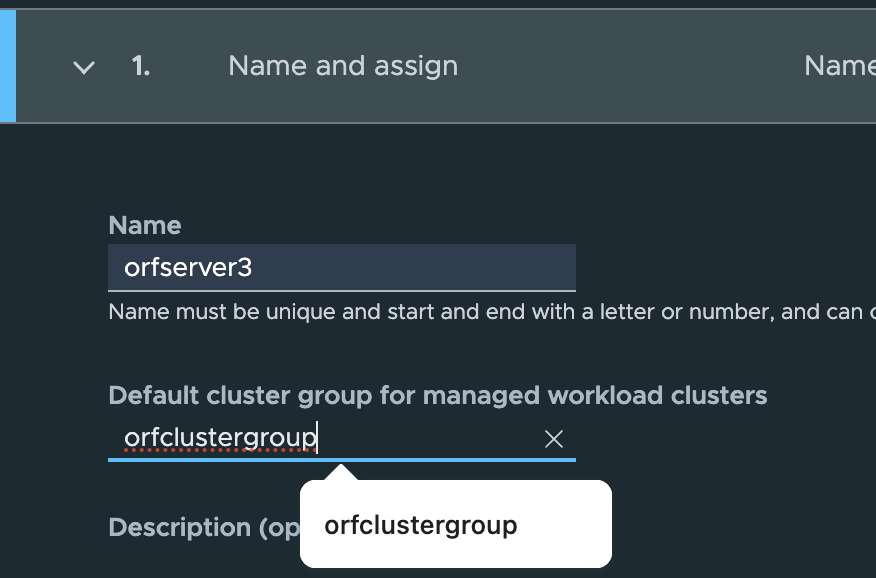 1. Name and assign Name
Name
orfserver3
Name must be unique and start and end with a letter or number, and can
Default cluster group for managed workload clusters
orfclustergroup
orfclustergroup
Description (op